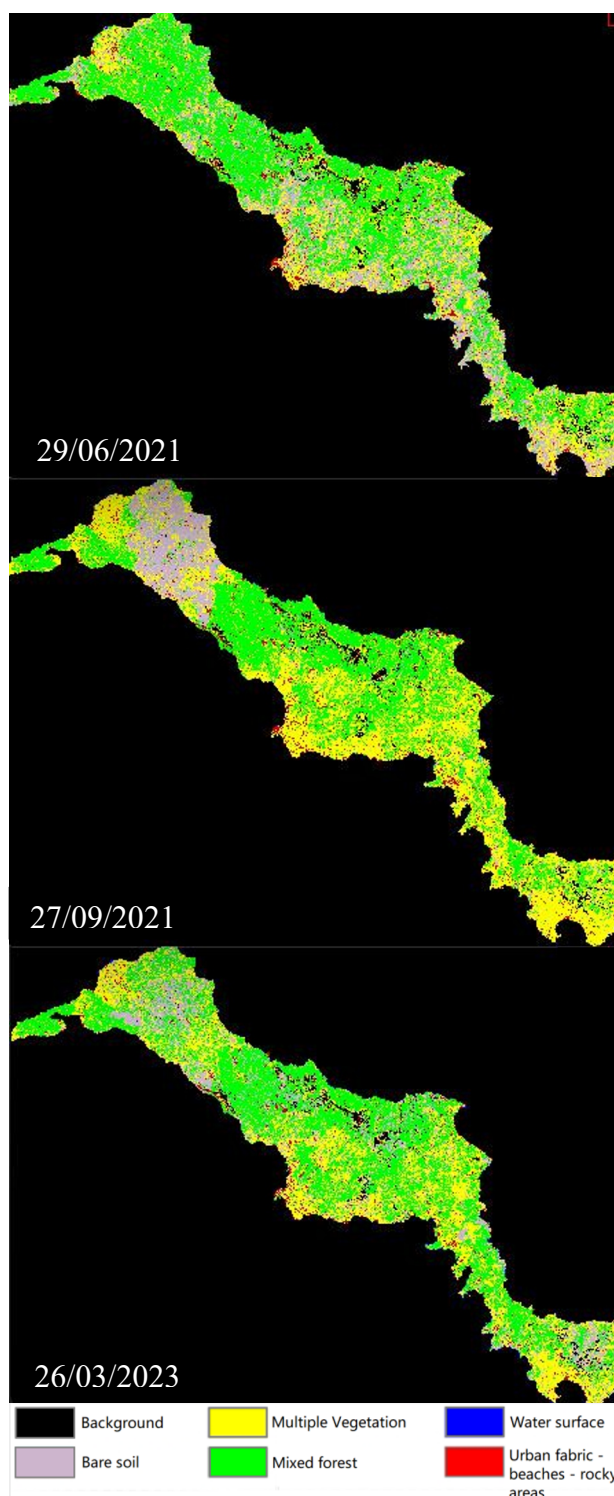 29/06/2021
27/09/2021
26/03/2023
Background
Multiple Vegetation
Water surface
Bare soil
Mixed forest
Urban fabric -
beaches - rocky
areas